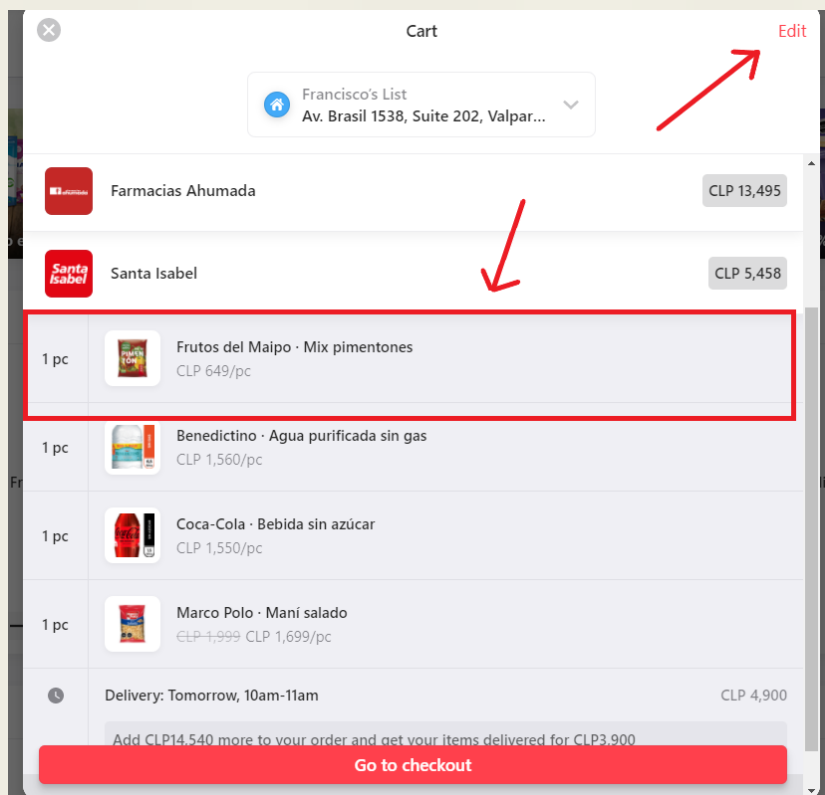 Cart
Edit
Francisco's List
Av. Brasil 1538, Suite 202, Valpar...
Farmacias Ahumada
CLP 13,495
Santa Isabel
Santa Isabel
CLP 5,458
1 pc
Frutos del Maipo · Mix pimentones
CLP 649/pc
1 pc
Benedictino · Agua purificada sin gas
CLP 1,560/pc
1 pc
Coca-Cola · Bebida sin azúcar
CLP 1,550/pc
1 pc
Marco Polo · Maní salado
CLP 1,999 CLP 1,699/pc
Delivery: Tomorrow, 10am-11am
CLP 4,900
Add CLP14,540 more to your order and get your items delivered for CLP3,900
Go to checkout